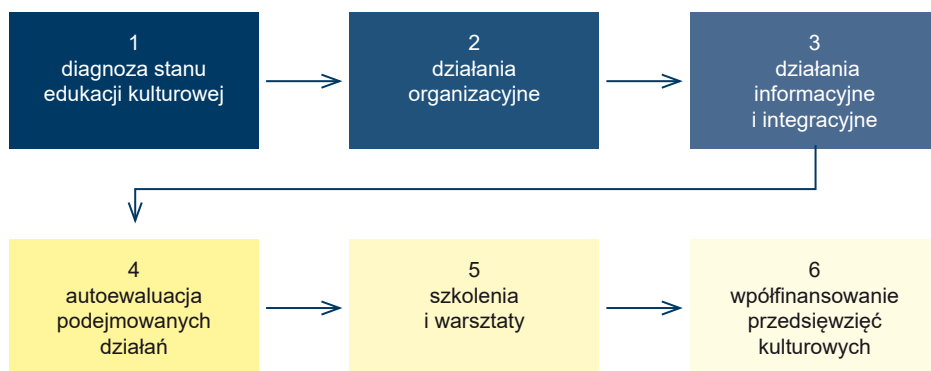 1
diagnoza stanu
edukacji kulturowej
2
działania
organizacyjne
3
działania
informacyjne
i integracyjne
4
autoewaluacja
podejmowanych
działań
5
szkolenia
i warsztaty
6
wpółfinansowanie
przedsięwzięć
kulturowych